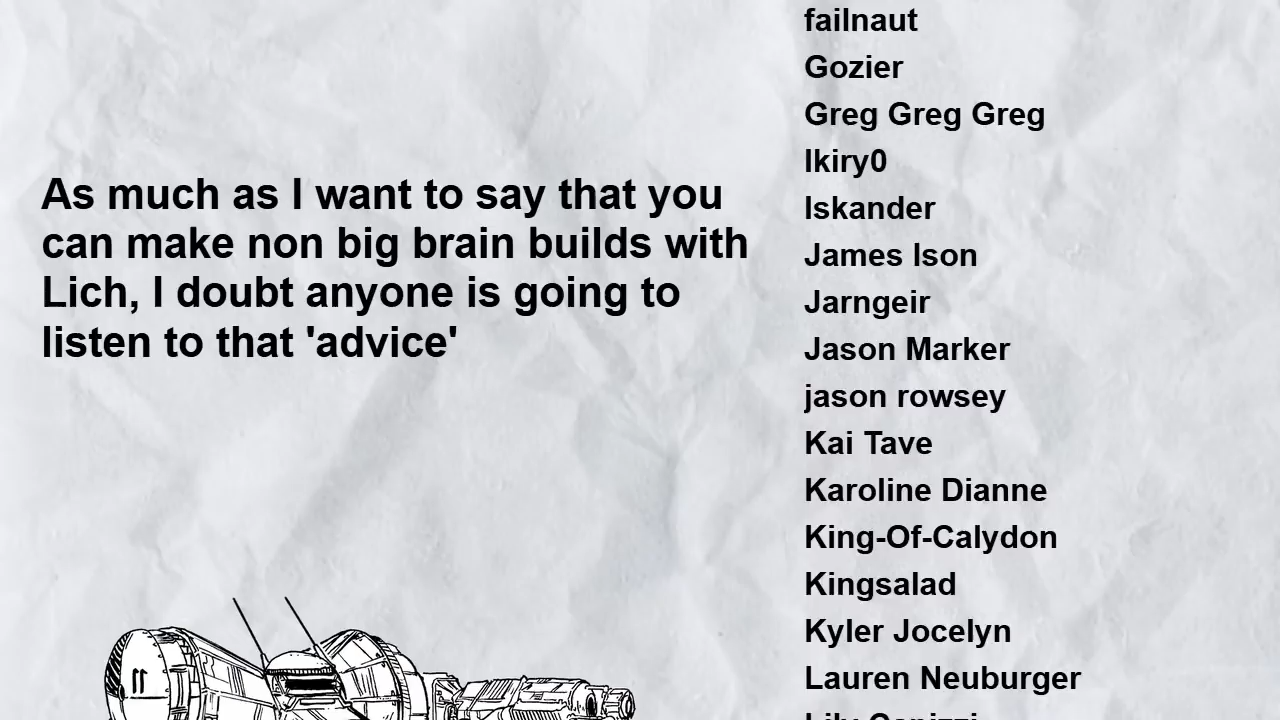 As much as I want to say that you
can make non big brain builds with
Lich, I doubt anyone is going to
listen to that 'advice'
failnaut
Gozier
Greg Greg Greg
Ikiry0
Iskander
James Ison
Jarngeir
Jason Marker
jason rowsey
Kai Tave
Karoline Dianne
King-Of-Calydon
Kingsalad
Kyler Jocelyn
Lauren Neuburger